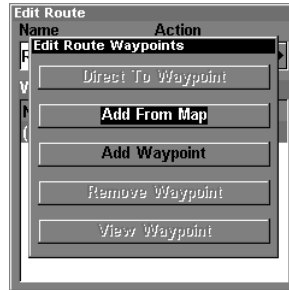 Edit Route
Name Action
Edit Route Waypoints
Direct To Waypoint
Add From Map
Add Waypoint
Remove Waypoint
View Waypoint